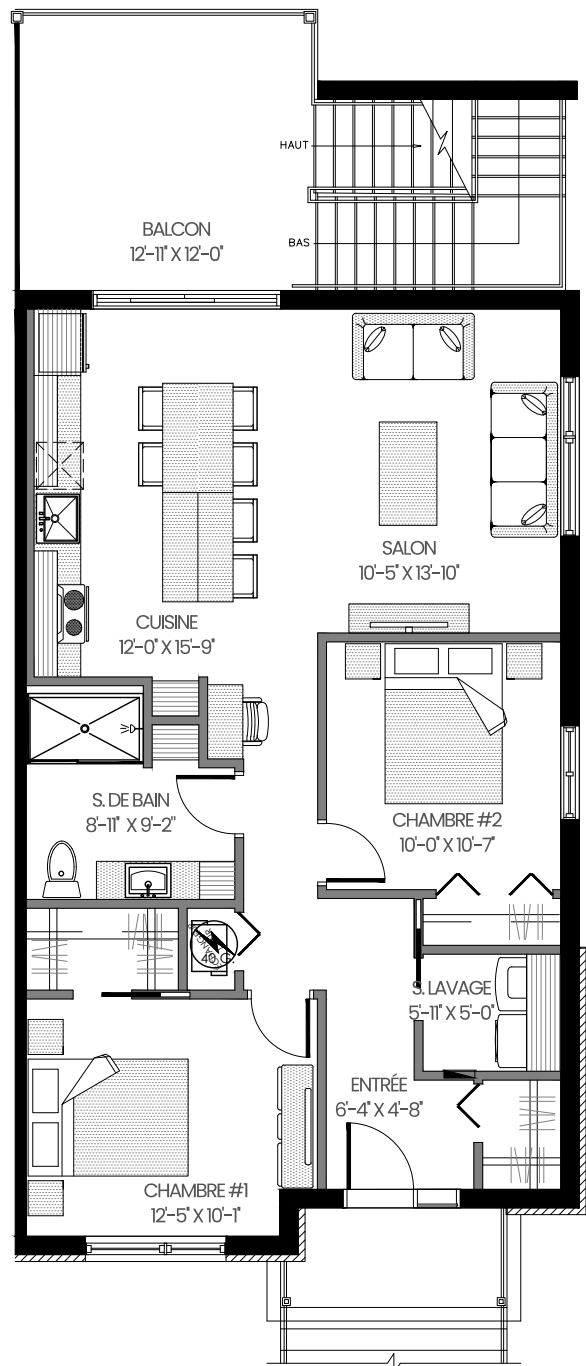 HAUT
BALCON
12'-11" X 12'-0"
BAS
SALON
10'-5" X 13'-10"
CUISINE
12'-0" X 15'-9"
S. DE BAIN
8'-11" X 9'-2"
CHAMBRE #2
10'-0" X 10'-7"
40 G.
S. LAVAGE
5'-11" X 5'-0"
ENTRÉE
6'-4" X 4'-8"
CHAMBRE #1
12'-5" X 10'-1"